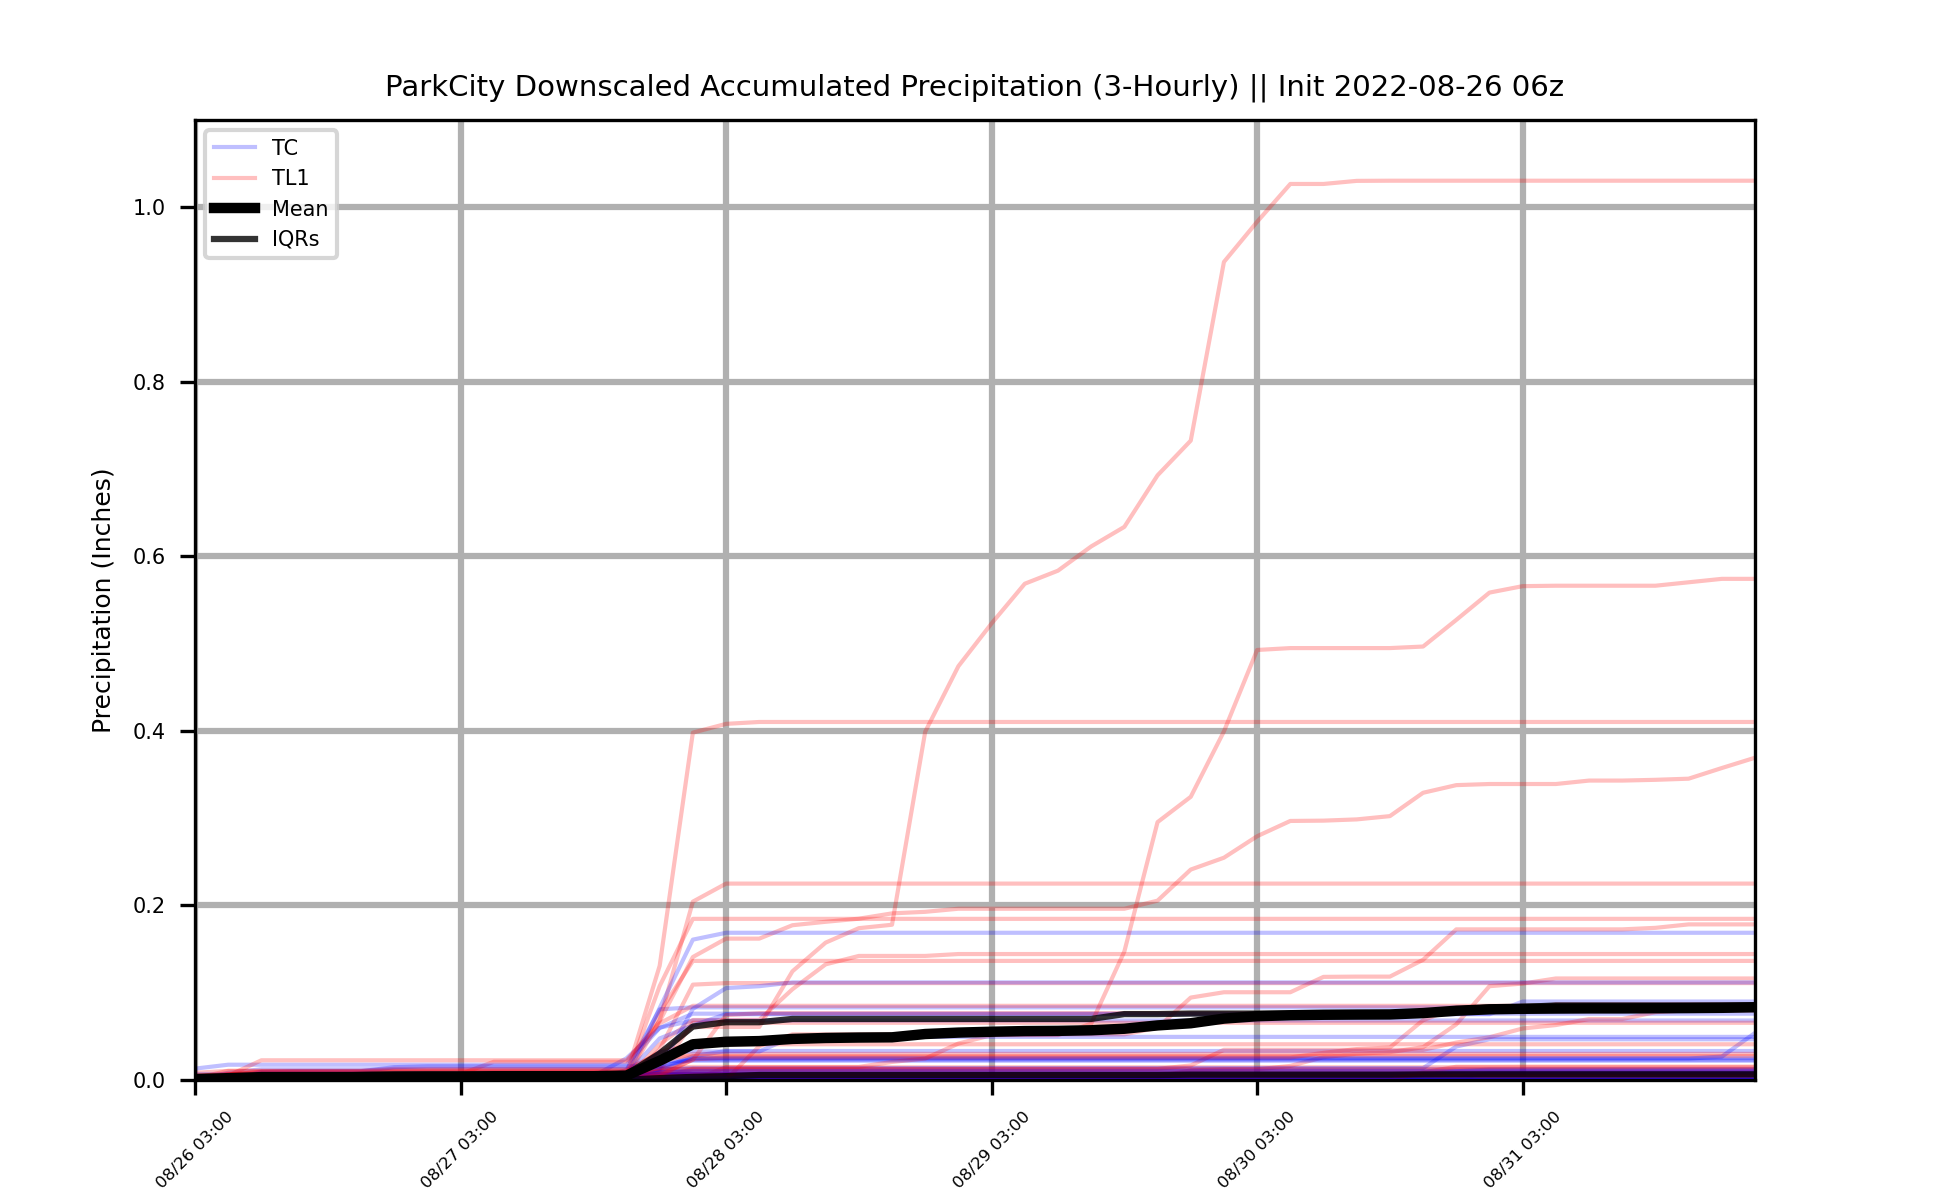 ParkCity Downscaled Accumulated Precipitation (3-Hourly) || Init 2022-08-26 06z
TC
TL1
Mean
IQRs
Precipitation (Inches)
1.0
0.8
0.6
0.4
0.2
0.0
08/26 03:00
08/27 03:00
08/28 03:00
08/29 03:00
08/30 03:00
08/31 03:00